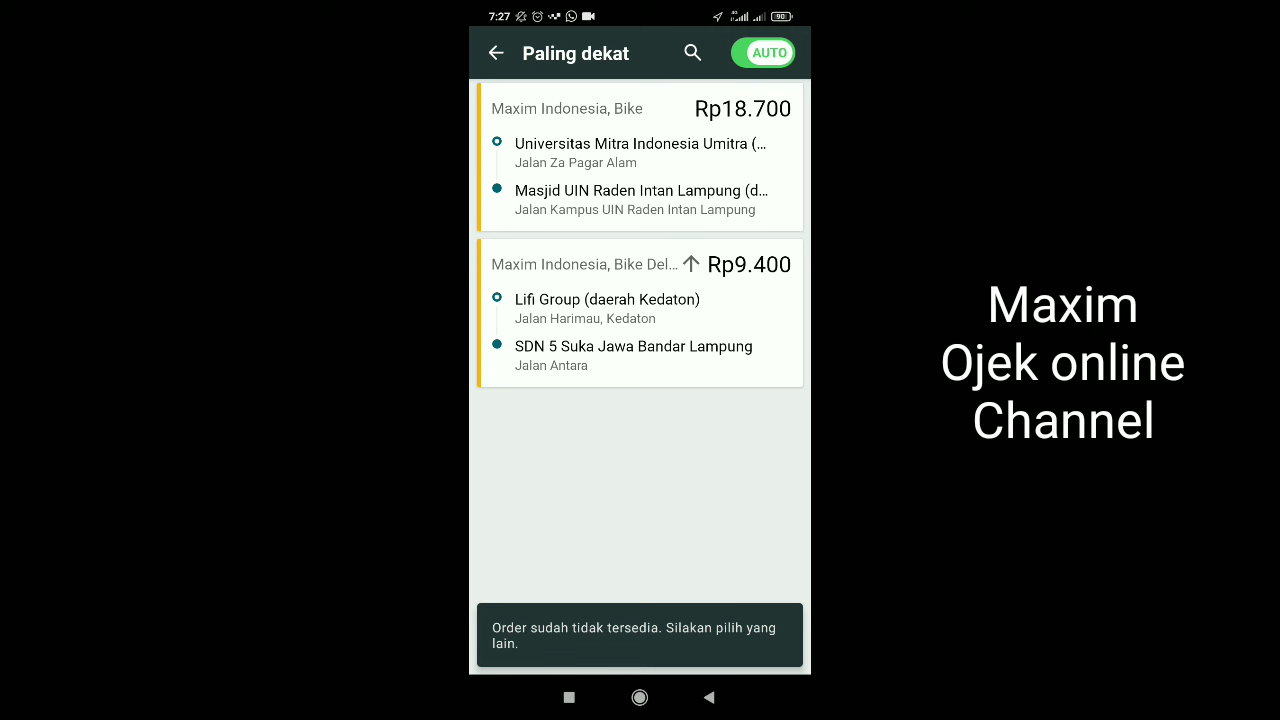 7:27
4G
90
Paling dekat
AUTO
Maxim Indonesia, Bike
Rp18.700
Universitas Mitra Indonesia Umitra (...
Jalan Za Pagar Alam
Masjid UIN Raden Intan Lampung (d...
Jalan Kampus UIN Raden Intan Lampung
Maxim Indonesia, Bike Del...
Rp9.400
Lifi Group (daerah Kedaton)
Jalan Harimau, Kedaton
SDN 5 Suka Jawa Bandar Lampung
Jalan Antara
Order sudah tidak tersedia. Silakan pilih yang
lain.
Maxim
Ojek online
Channel